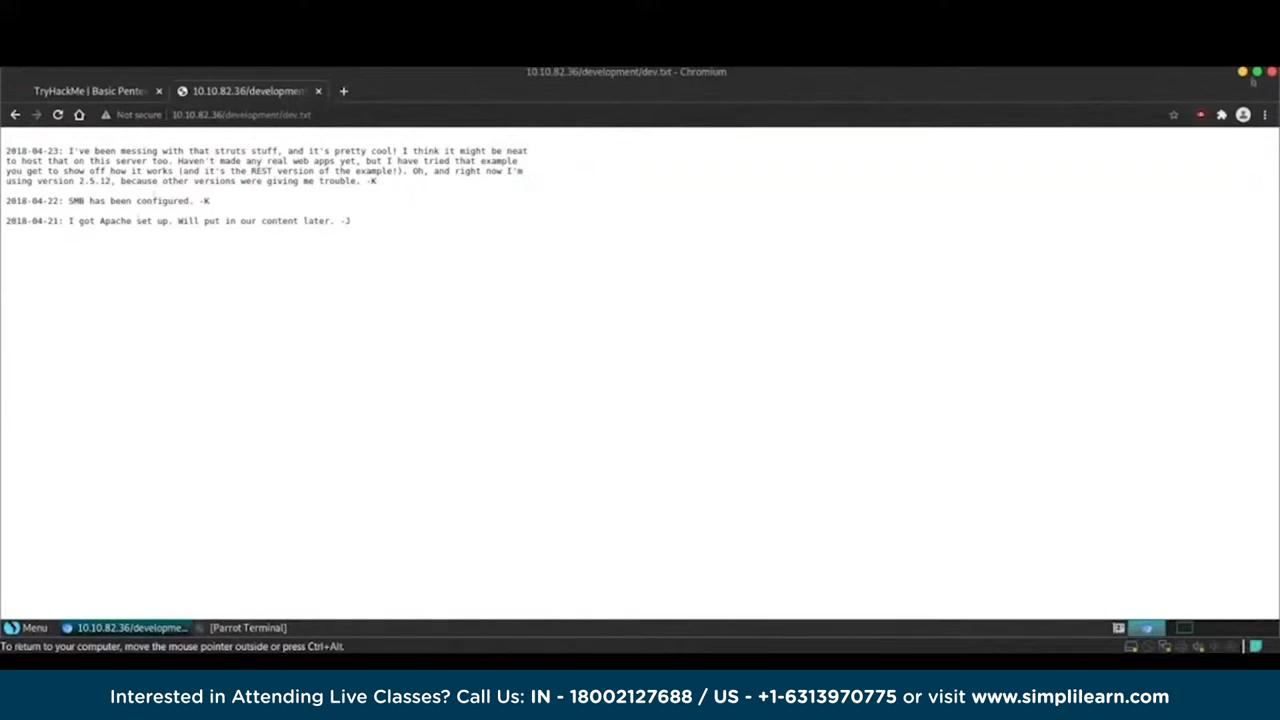 10.10.82.36/development/dev.txt - Chromium
TryHackMe | Basic Pente
10.10.82.36/development
Not secure | 10.10.82.36/development/dev.txt
2018-04-23: I've been messing with that struts stuff, and it's pretty cool! I think it might be neat
to host that on this server too. Haven't made any real web apps yet, but I have tried that example
you get to show off how it works (and it's the REST version of the example!). Oh, and right now I'm
using version 2.5.12, because other versions were giving me trouble. -K
2018-04-22: SMB has been configured. -K
2018-04-21: I got Apache set up. Will put in our content later. -J
Menu
10.10.82.36/developme...
[Parrot Terminal]
To return to your computer, move the mouse pointer outside or press Ctrl+Alt.
Interested in Attending Live Classes? Call Us: IN - 18002127688 / US - +1-6313970775 or visit www.simplilearn.com